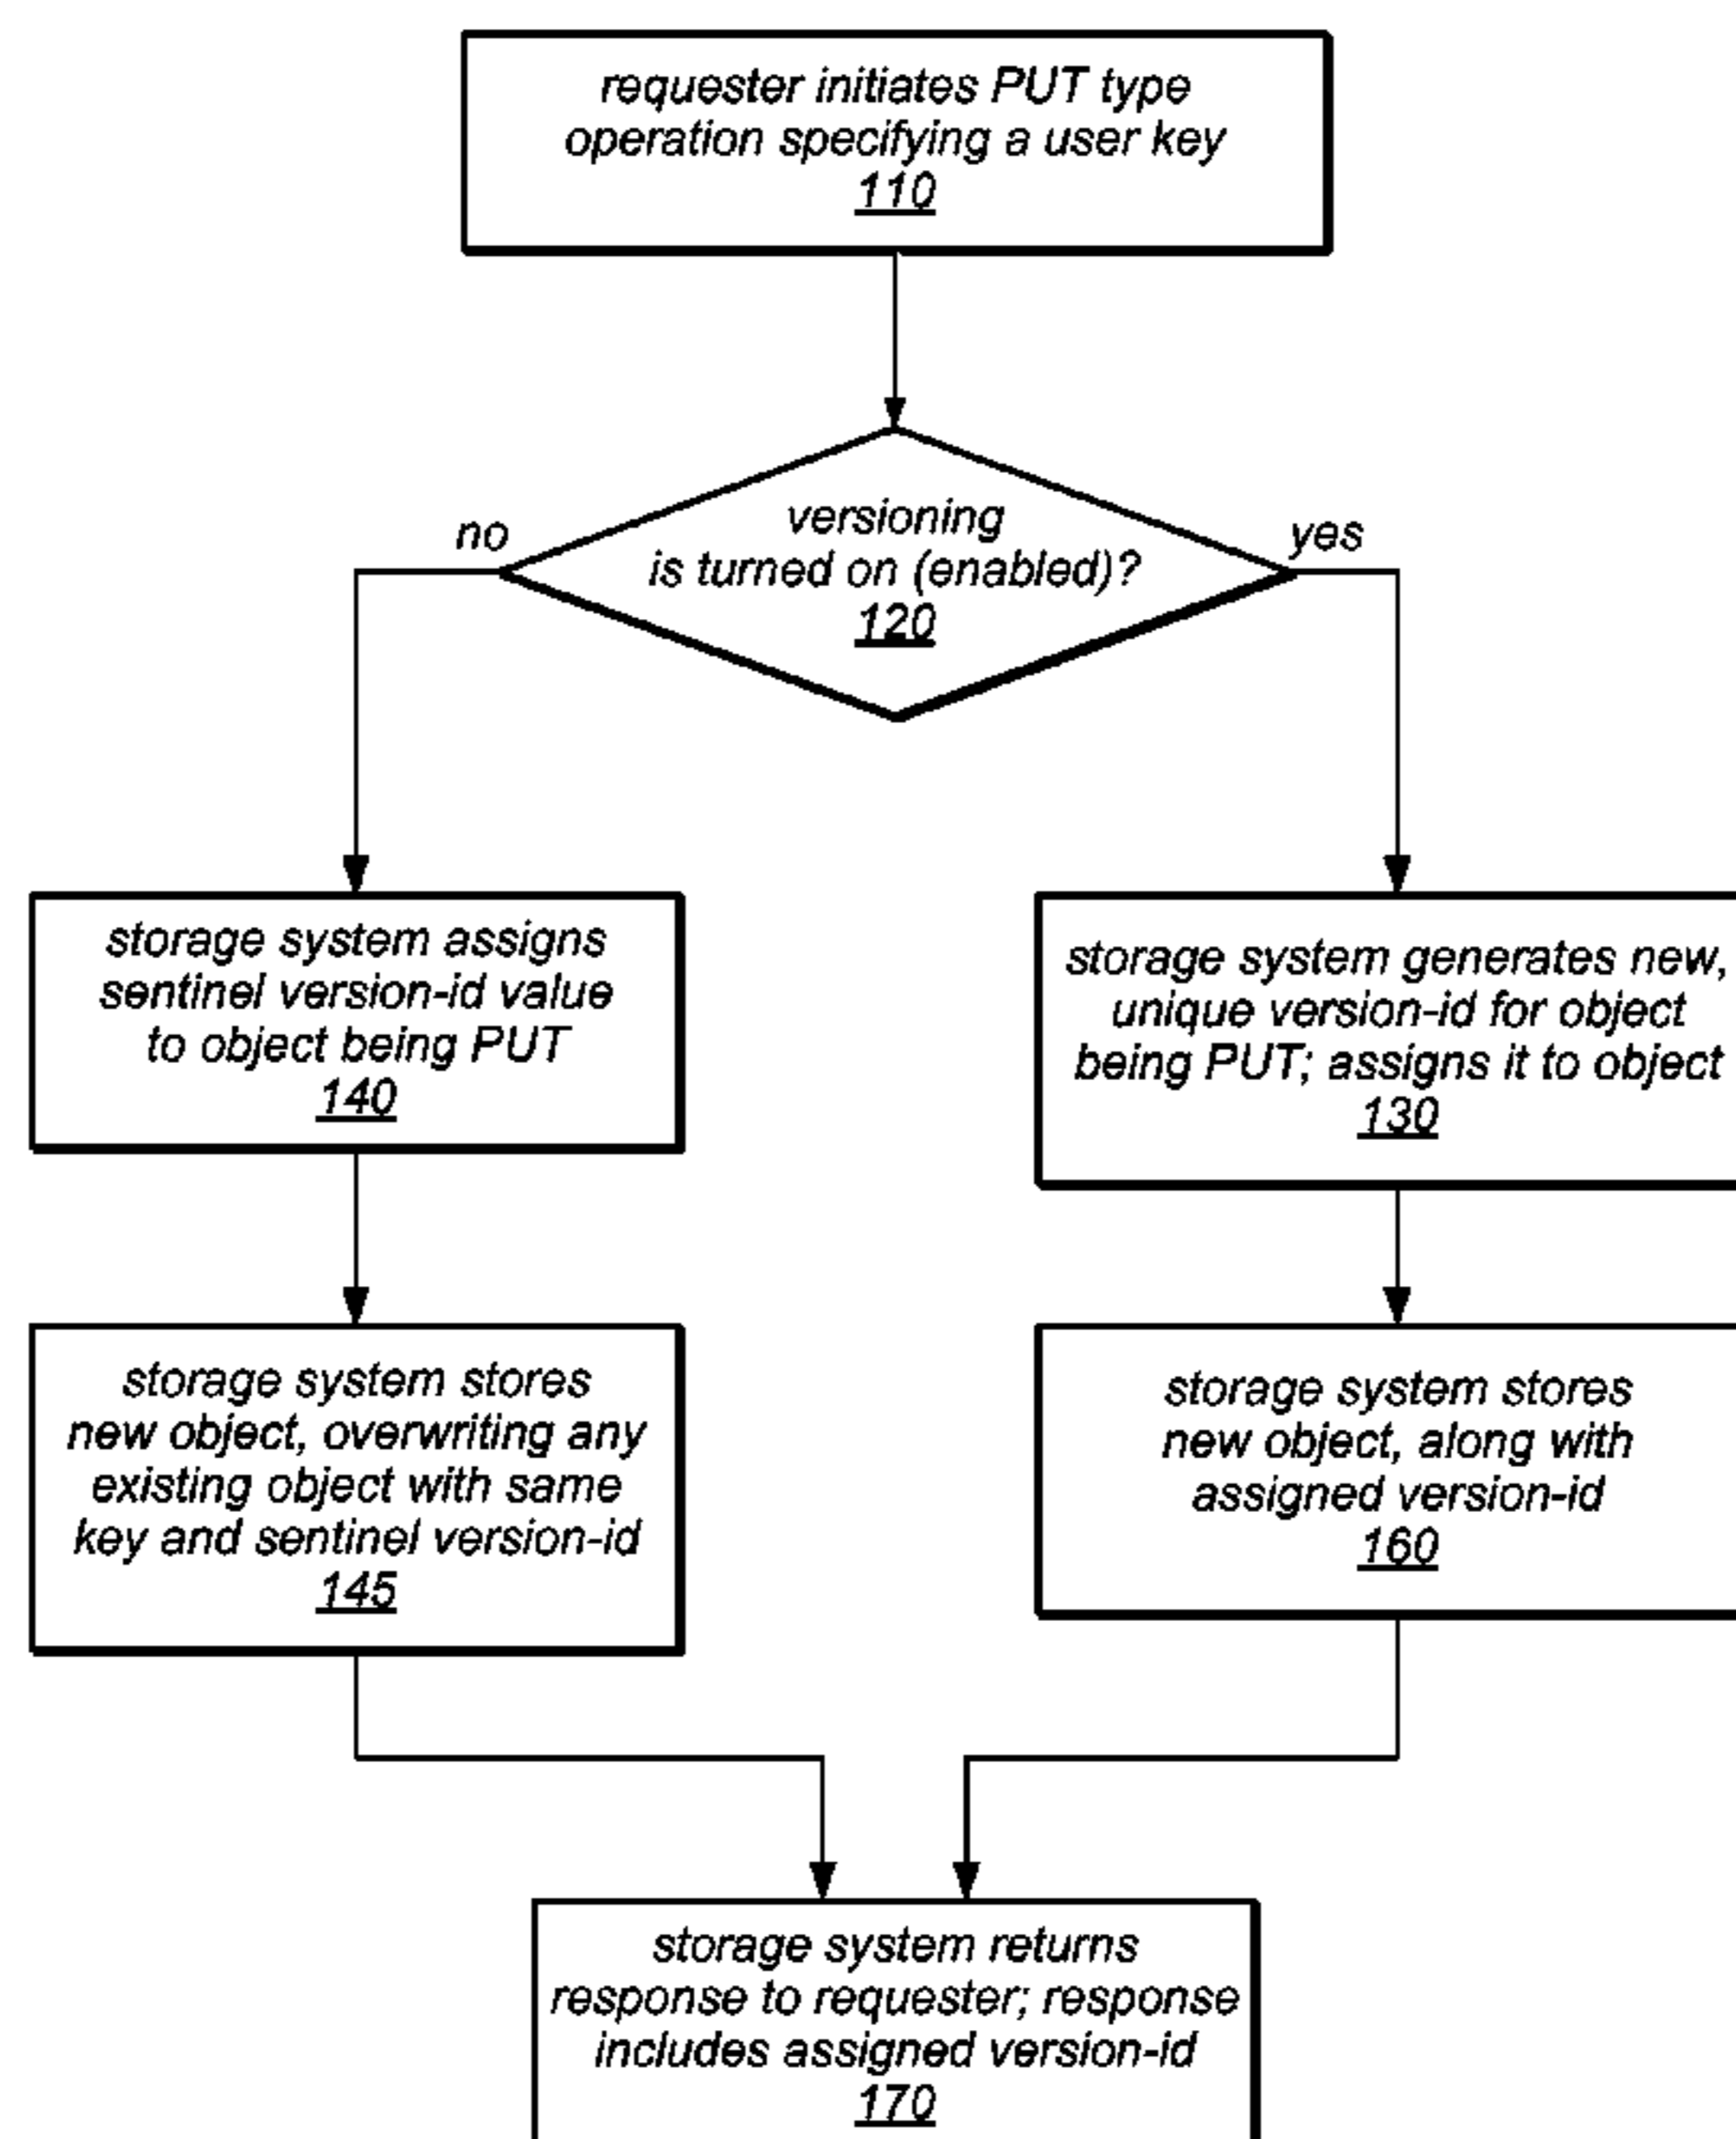 requester initiates PUT type
operation specifying a user key
110
versioning
is turned on (enabled)?
120
no
yes
storage system assigns
sentinel version-id value
to object being PUT
140
storage system generates new,
unique version-id for object
being PUT; assigns it to object
130
storage system stores
new object, overwriting any
existing object with same
key and sentinel version-id
145
storage system stores
new object, along with
assigned version-id
160
storage system returns
response to requester; response
includes assigned version-id
170